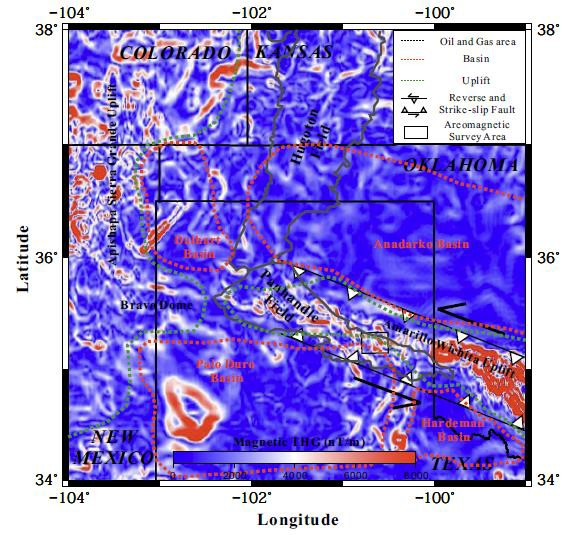 −104°
−102°
−100°
38°
38°
COLORADO
KANSAS
Oil and Gas area
Basin
Uplift
Reverse and
Strike-slip Fault
Areomagnetic
Survey Area
Apishapa Sierra Grande Uplift
Hugoton
Field
OKLAHOMA
Dalhart
Basin
Anadarko Basin
36°
36°
Latitude
Panhandle
Field
Bravo Dome
Amarillo Wichita Uplift
Palo Duro
Basin
Hardeman
Basin
NEW
MEXICO
Magnetic THG (nT/m)
TEXAS
0
2000
4000
6000
8000
34°
34°
−104°
−102°
−100°
Longitude